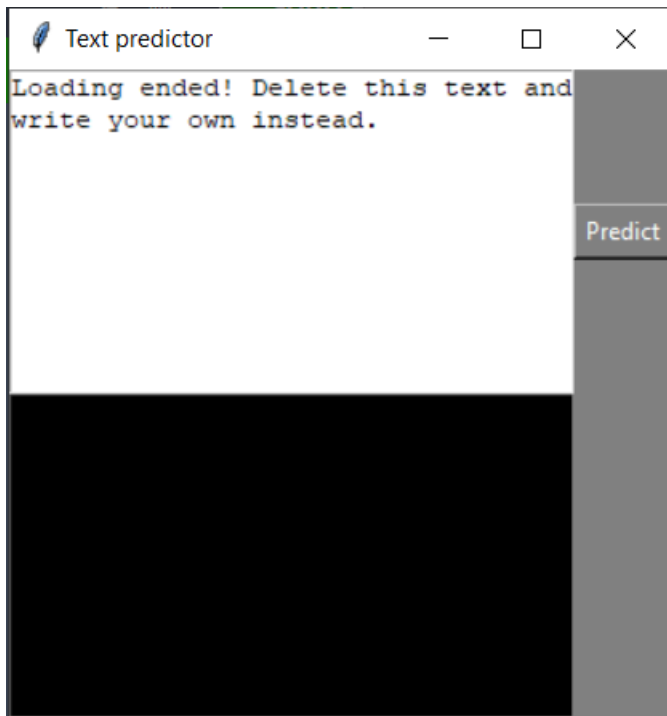 Text predictor
Loading ended! Delete this text and
write your own instead.
Predict